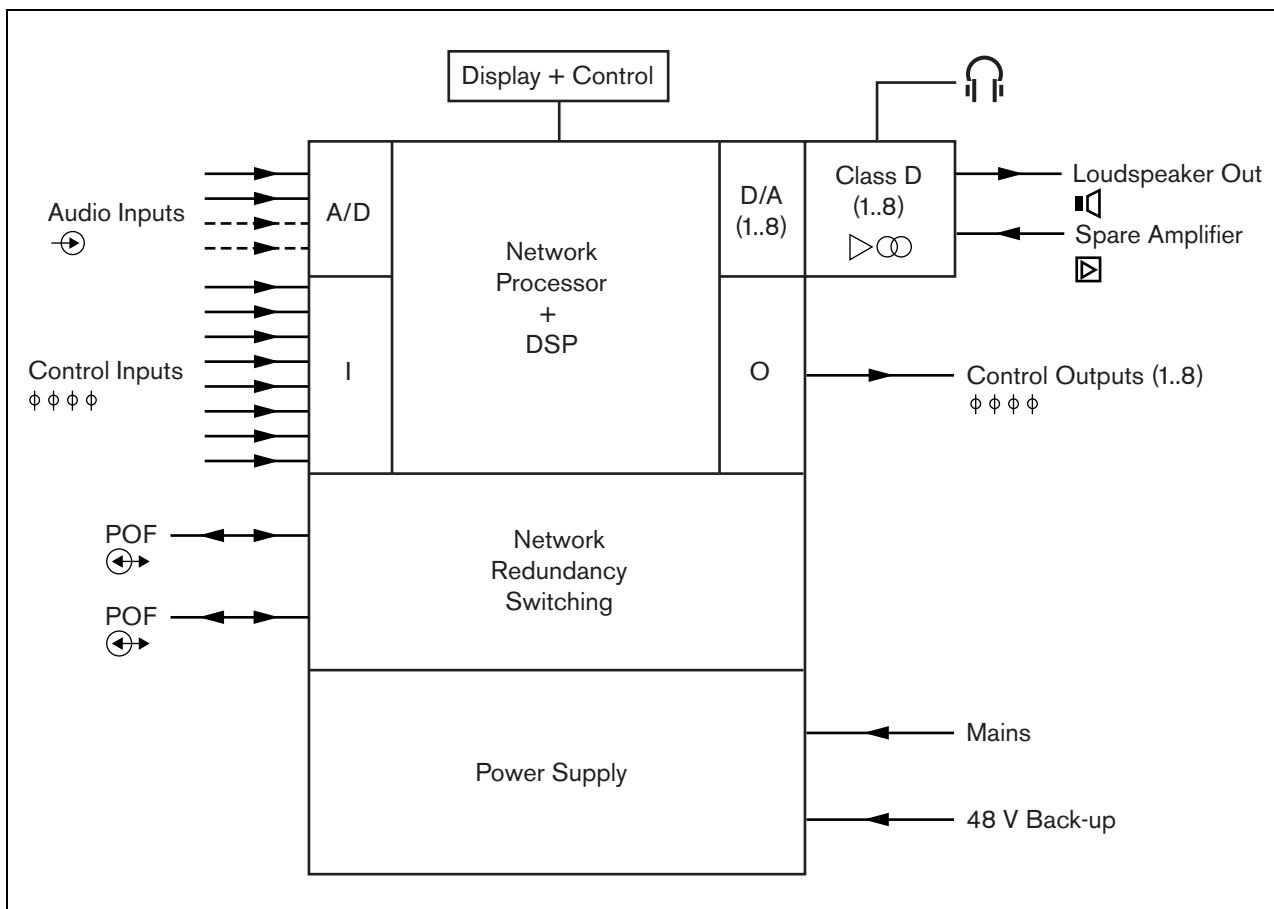 Display + Control
Audio Inputs
A/D
Network
Processor
+
DSP
D/A
(1..8)
Class D
(1..8)
Loudspeaker Out
Spare Amplifier
Control Inputs
I
O
Control Outputs (1..8)
POF
POF
Network
Redundancy
Switching
Power Supply
Mains
48 V Back-up